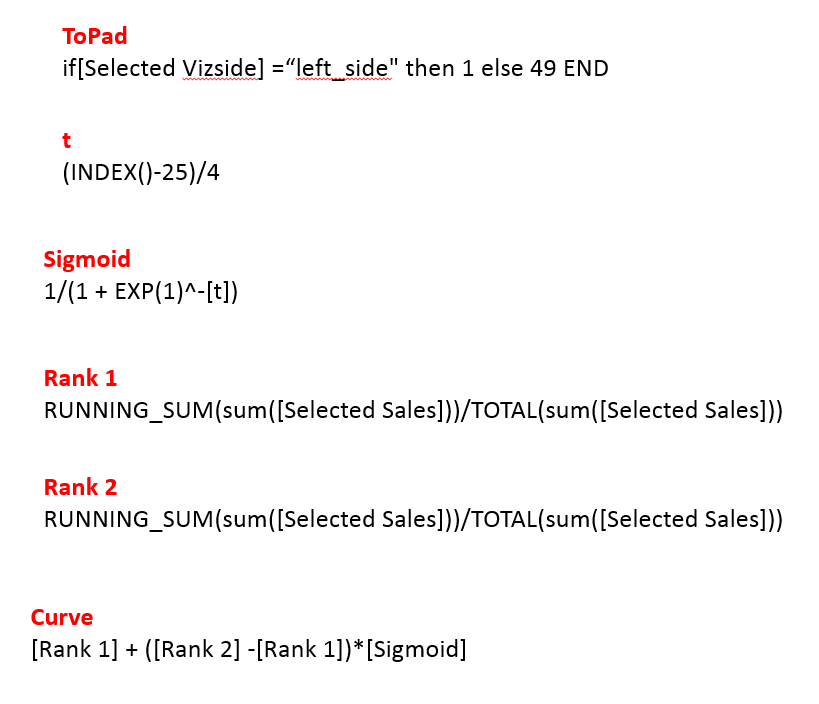 ToPad
if[Selected Vizside] =“left_side" then 1 else 49 END
t
(INDEX()-25)/4
Sigmoid
1/(1 + EXP(1)^-[t])
Rank 1
RUNNING_SUM(sum([Selected Sales]))/TOTAL(sum([Selected Sales]))
Rank 2
RUNNING_SUM(sum([Selected Sales]))/TOTAL(sum([Selected Sales]))
Curve
[Rank 1] + ([Rank 2] -[Rank 1])*[Sigmoid]